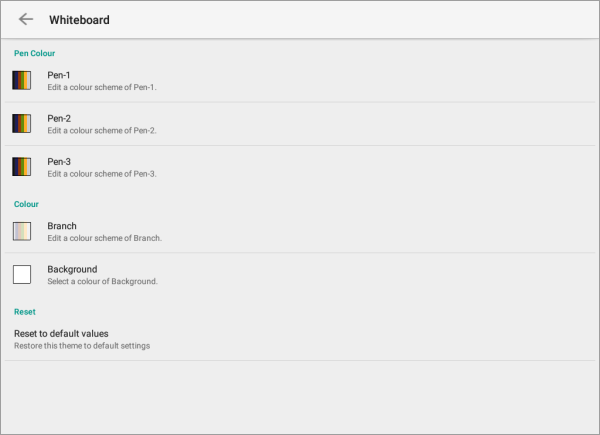 Whiteboard
Pen Colour
Pen-1
Edit a colour scheme of Pen-1.
Pen-2
Edit a colour scheme of Pen-2.
Pen-3
Edit a colour scheme of Pen-3.
Colour
Branch
Edit a colour scheme of Branch.
Background
Select a colour of Background.
Reset
Reset to default values
Restore this theme to default settings